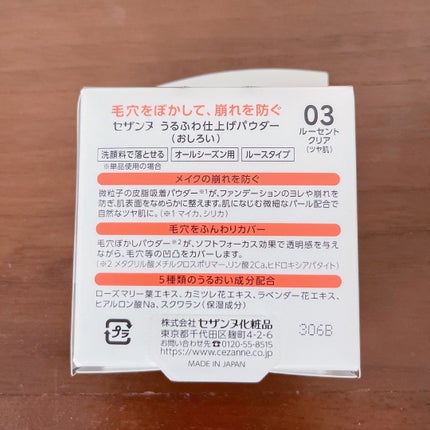 毛穴をぼかして、崩れを防ぐ
セザンヌ うるふわ仕上げパウダー
(おしろい)
03
ルーセント
クリア
(ツヤ肌)
洗顔料で落とせる オールシーズン用 ルースタイプ
※単品使用の場合
メイクの崩れを防ぐ
微粒子の皮脂吸着パウダー※1が、ファンデーションのヨレや崩れを
防ぎ、肌表面をなめらかに整えます。肌になじむ微細なパール配合で
自然なツヤ肌に。(※1 マイカ、シリカ)
毛穴をふんわりカバー
毛穴ぼかしパウダー※2が、ソフトフォーカス効果で透明感を与え
ながら、毛穴等の凹凸をカバーします。
(※2 メタクリル酸メチルクロスポリマー、リン酸2Ca、ヒドロキシアパタイト)
5種類のうるおい成分配合
ローズマリー葉エキス、カミツレ花エキス、ラベンダー花エキス、
ヒアルロン酸Na、スクワラン(保湿成分)
プラ
株式会社 セザンヌ化粧品
東京都千代田区麹町4-2-6
お問い合わせ先 0120-55-8515
https://www.cezanne.co.jp
MADE IN JAPAN
306B